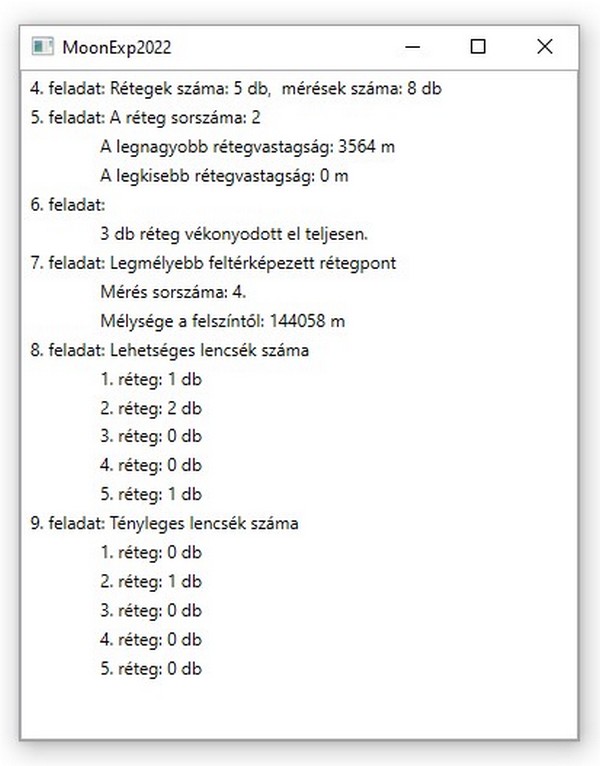 MoonExp2022
4. feladat: Rétegek száma: 5 db,  mérések száma: 8 db
5. feladat: A réteg sorszáma: 2
A legnagyobb rétegvastagság: 3564 m
A legkisebb rétegvastagság: 0 m
6. feladat:
3 db réteg vékonyodott el teljesen.
7. feladat: Legmélyebb feltérképezett rétegpont
Mérés sorszáma: 4.
Mélysége a felszíntől: 144058 m
8. feladat: Lehetséges lencsék száma
1. réteg: 1 db
2. réteg: 2 db
3. réteg: 0 db
4. réteg: 0 db
5. réteg: 1 db
9. feladat: Tényleges lencsék száma
1. réteg: 0 db
2. réteg: 1 db
3. réteg: 0 db
4. réteg: 0 db
5. réteg: 0 db